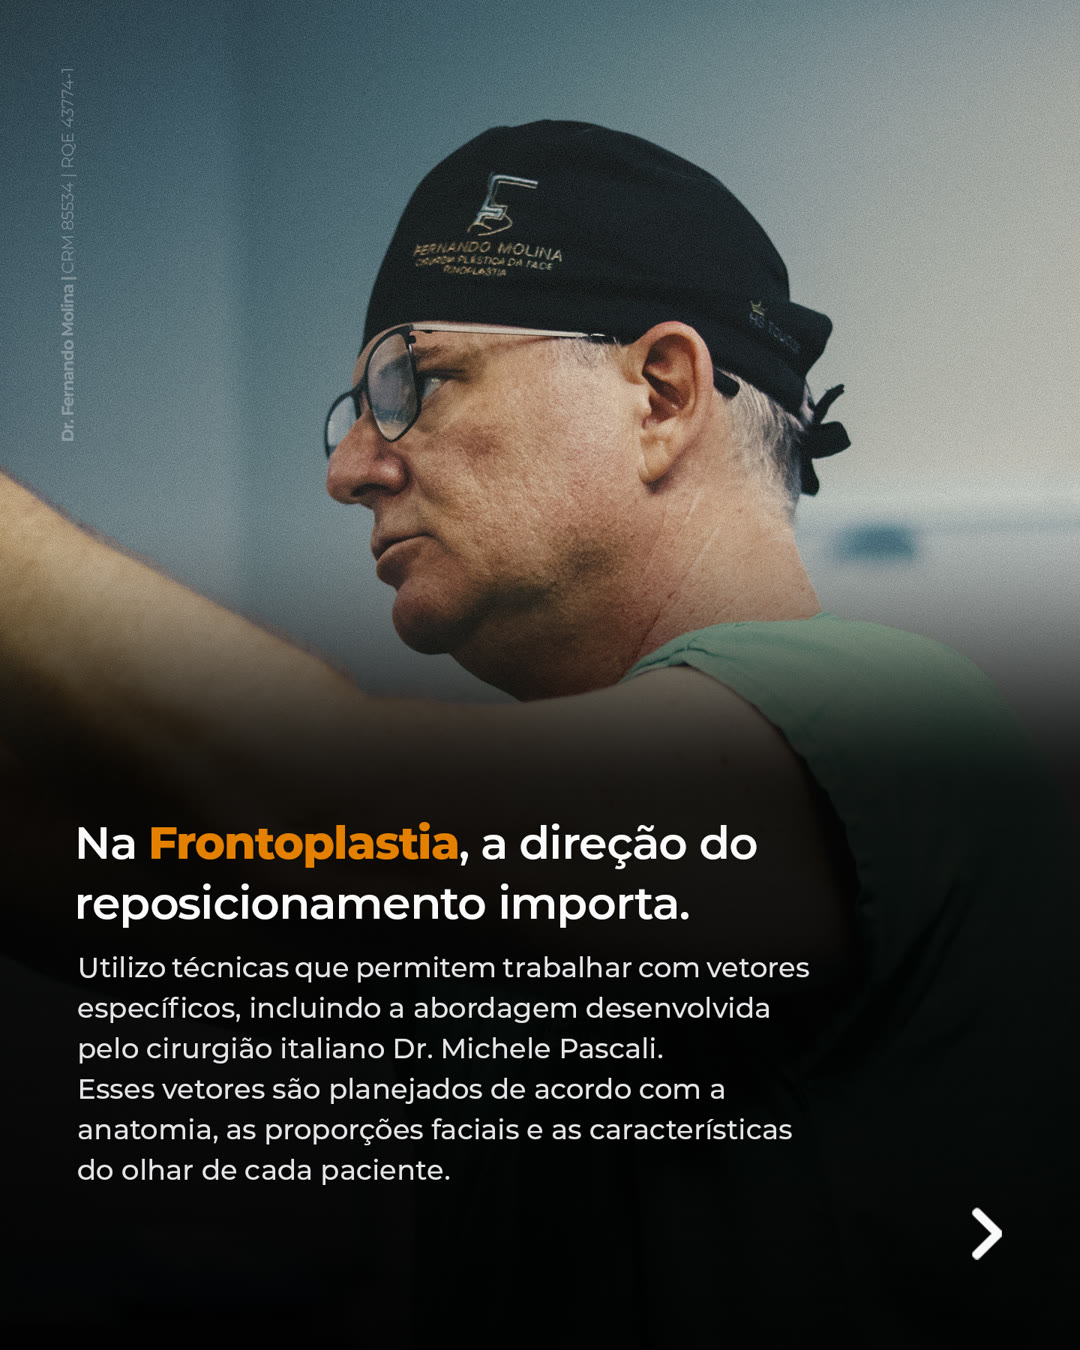 Dr. Fernando Molina | CRM 85534 | RQE 43774-1
FERNANDO MOLINA
CIRURGIA PLÁSTICA DA FACE
RINOPLASTIA
Na Frontoplastia, a direção do
reposicionamento importa.
Utilizo técnicas que permitem trabalhar com vetores
específicos, incluindo a abordagem desenvolvida
pelo cirurgião italiano Dr. Michele Pascali.
Esses vetores são planejados de acordo com a
anatomia, as proporções faciais e as características
do olhar de cada paciente.